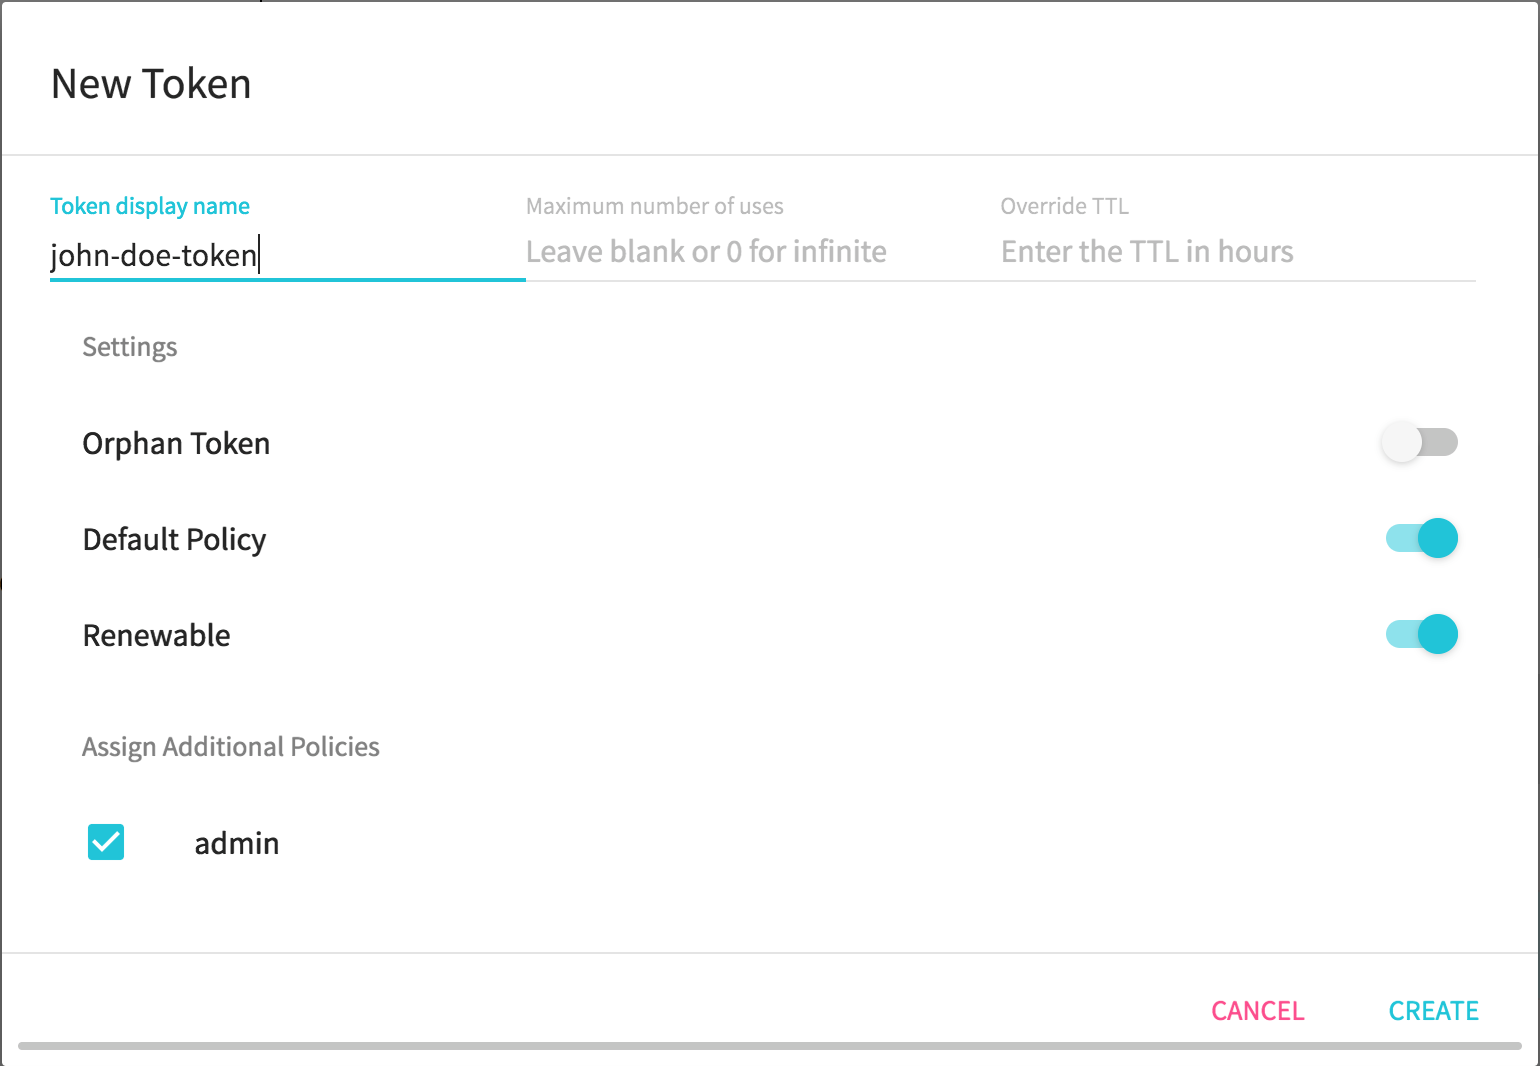 New Token
Token display name
Maximum number of uses
Override TTL
john-doe-token
Leave blank or 0 for infinite
Enter the TTL in hours
Settings
Orphan Token
Default Policy
Renewable
Assign Additional Policies
admin
CANCEL
CREATE